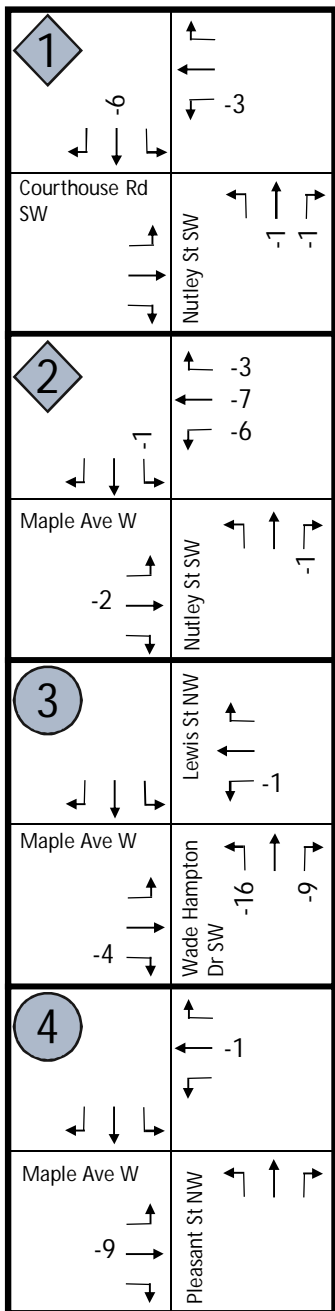 1
-6
-3
Courthouse Rd
SW
Nutley St SW
-1
-1
2
-1
-3
-7
-6
Maple Ave W
-2
Nutley St SW
-1
3
Lewis St NW
-1
Maple Ave W
-4
Wade Hampton
Dr SW
-16
-9
4
-1
Maple Ave W
-9
Pleasant St NW